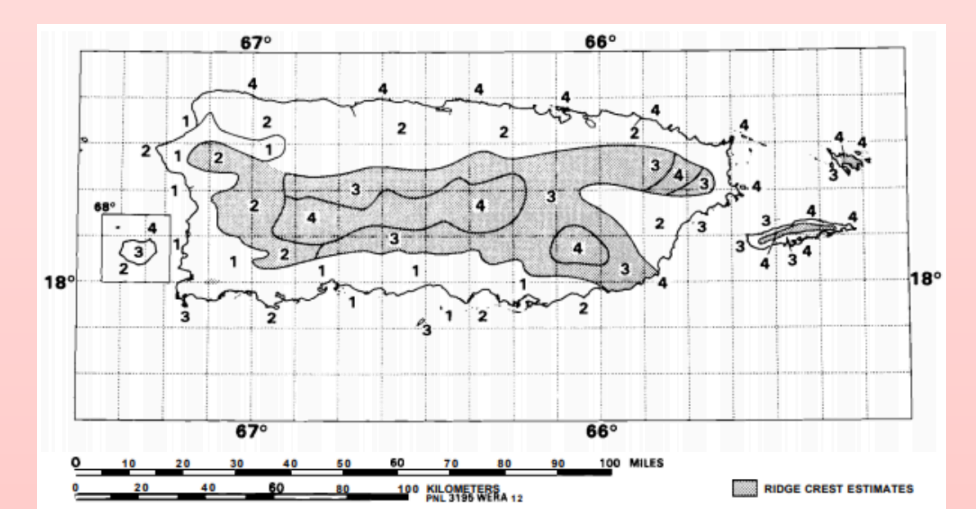 67° 66°
4 4 4 4 4 4
1 2 2 2 2 4 4
2 1 2 1 3 4 3 3
1 3 3 4
2 4 4 2 3 3 4 4
68°
4 1 3 4 3 4 3 4
3 2 1 2 1 1 3
18° 2 1 4 18°
3 2 1 1 2 2
3
67° 66°
0 10 20 30 40 50 60 70 80 90 100 MILES
0 20 40 60 80 100 KILOMETERS
PNL 3195 WERA 12
RIDGE CREST ESTIMATES